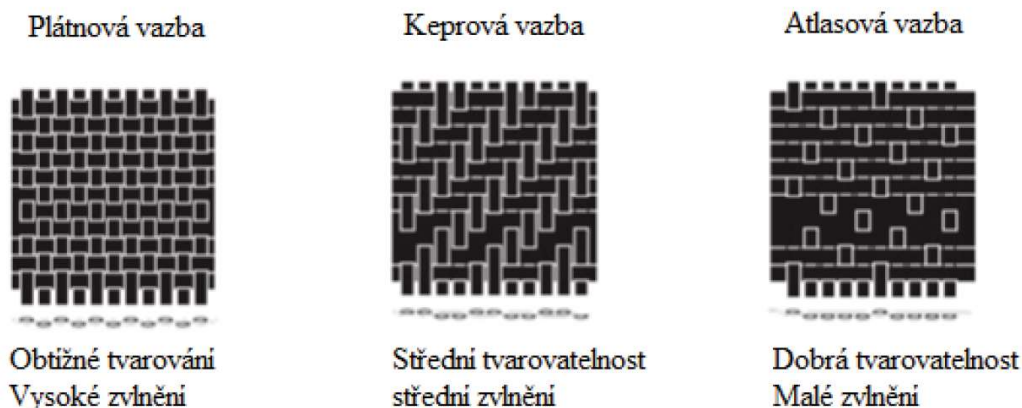 Plátnová vazba
Keprová vazba
Atlasová vazba
Obtížné tvarování
Vysoké zvlnění
Střední tvarovatelnost
střední zvlnění
Dobrá tvarovatelnost
Malé zvlnění